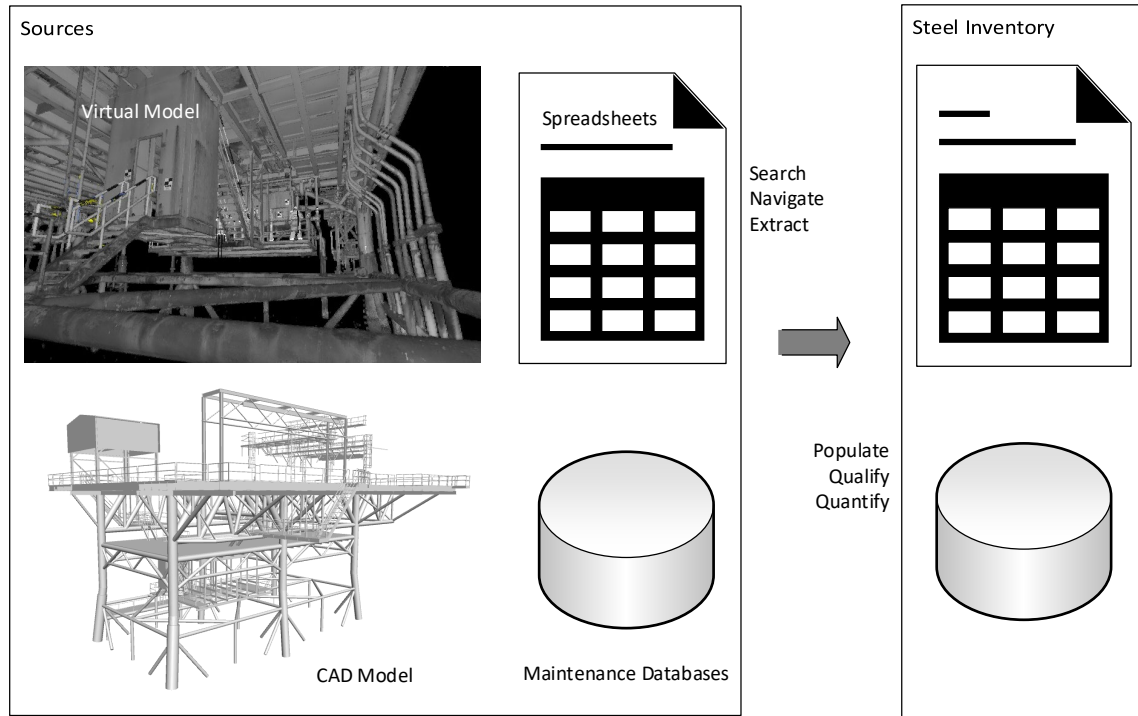 Sources
Virtual Model
Spreadsheets
CAD Model
Maintenance Databases
Search
Navigate
Extract
Populate
Qualify
Quantify
Steel Inventory